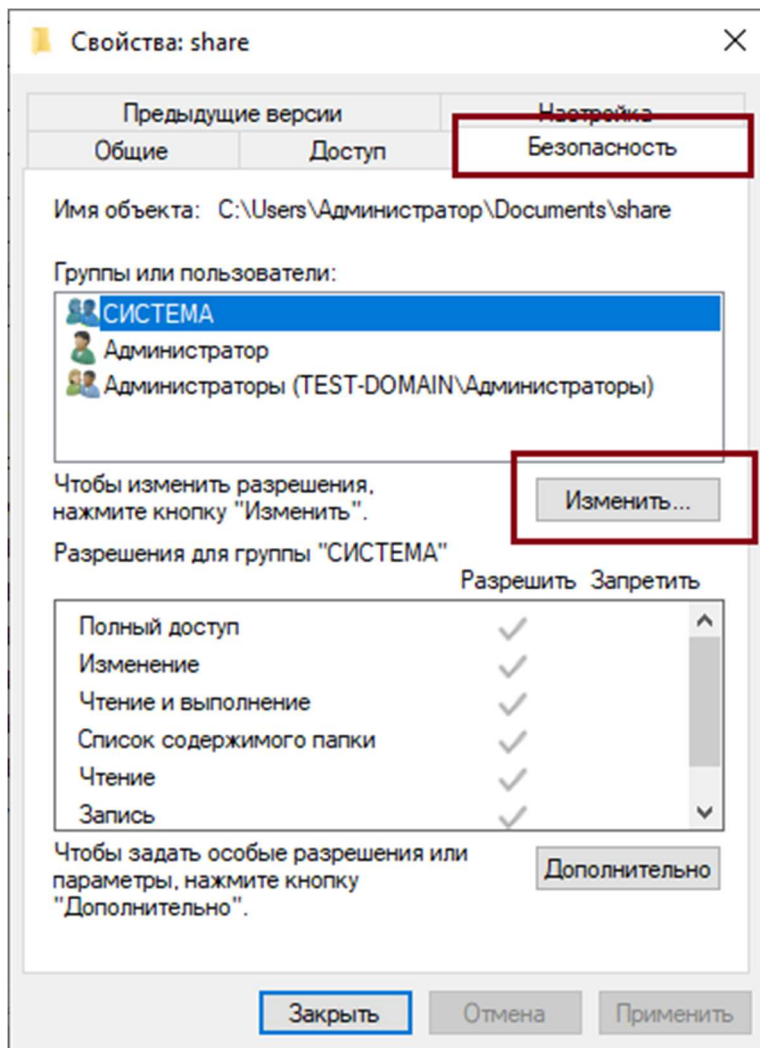 Свойства: share
Предыдущие версии Настройка
Общие Доступ Безопасность
Имя объекта: C:\Users\Администратор\Documents\share
Группы или пользователи:
СИСТЕМА
Администратор
Администраторы (TEST-DOMAIN\Администраторы)
Чтобы изменить разрешения,
нажмите кнопку "Изменить".
Изменить...
Разрешения для группы "СИСТЕМА"
Разрешить Запретить
Полный доступ
Изменение
Чтение и выполнение
Список содержимого папки
Чтение
Запись
Чтобы задать особые разрешения или
параметры, нажмите кнопку
"Дополнительно".
Дополнительно
Закрыть Отмена Применить